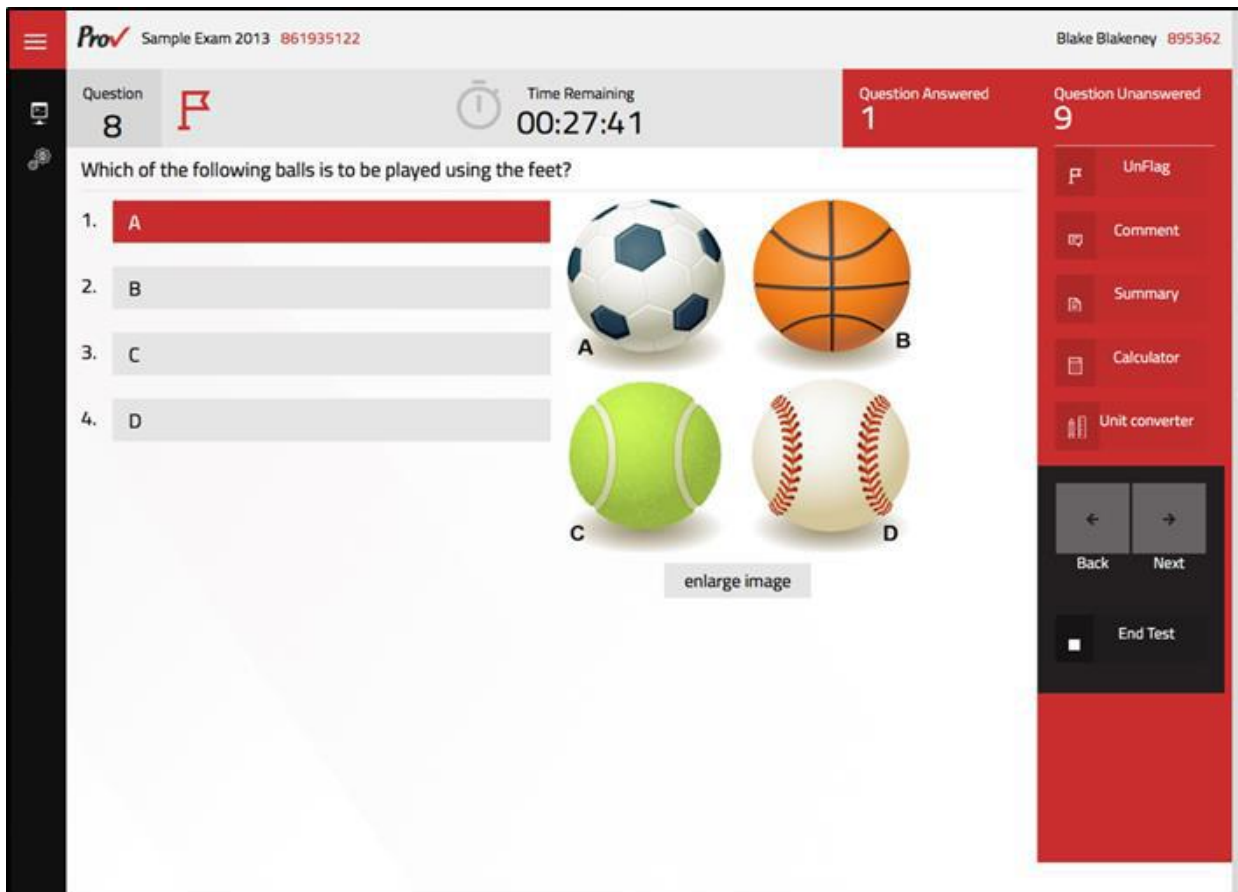 Prov Sample Exam 2013 861935122
Blake Blakeney 895362
Question
8
Time Remaining
00:27:41
Question Answered
1
Question Unanswered
9
Which of the following balls is to be played using the feet?
1. A
2. B
3. C
4. D
A
B
C
D
enlarge image
UnFlag
Comment
Summary
Calculator
Unit converter
Back
Next
End Test